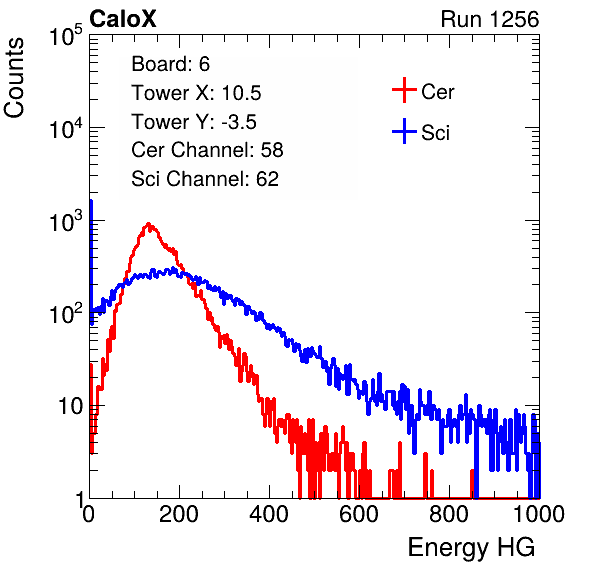 CaloX Run 1256
Counts
Board: 6
Tower X: 10.5
Tower Y: -3.5
Cer Channel: 58
Sci Channel: 62
Cer
Sci
10^5
10^4
10^3
10^2
10
1
0 200 400 600 800 1000
Energy HG